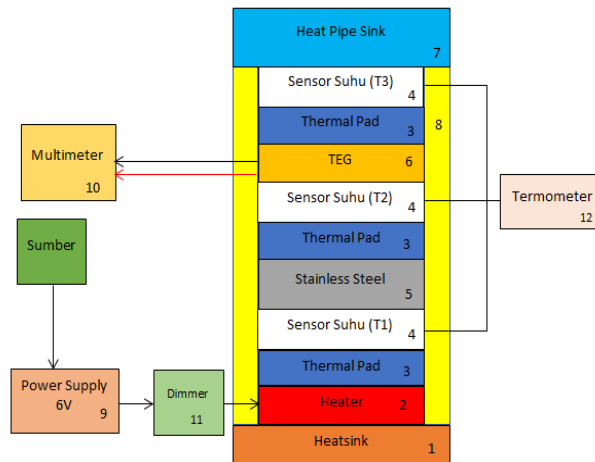 Heat Pipe Sink
7
Sensor Suhu (T3)
4
Thermal Pad
3
8
TEG
6
Multimeter
10
Sensor Suhu (T2)
4
Termometer
12
Sumber
Thermal Pad
3
Stainless Steel
5
Sensor Suhu (T1)
4
Thermal Pad
3
Power Supply
6V
9
Dimmer
11
Heater
2
Heatsink
1